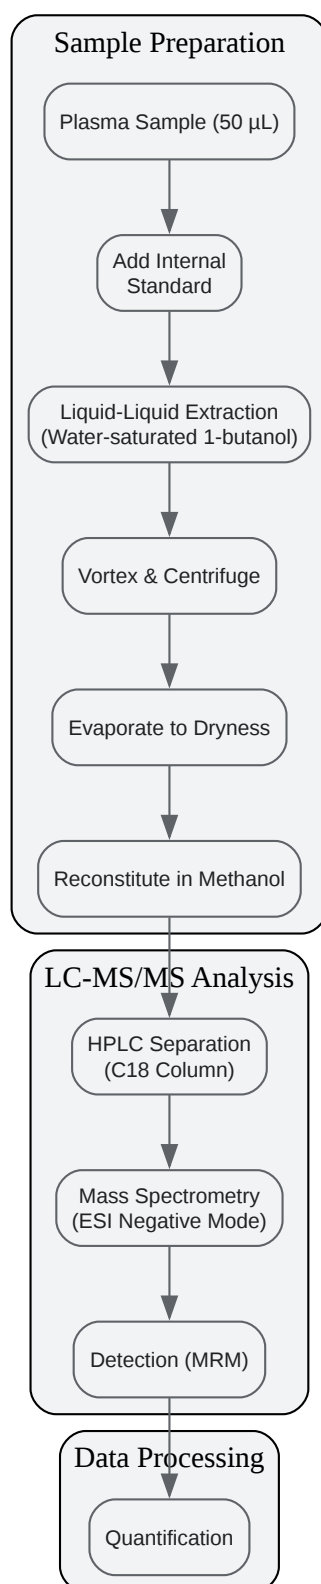 Sample Preparation
Plasma Sample (50 µL)
Add Internal
Standard
Liquid-Liquid Extraction
(Water-saturated 1-butanol)
Vortex & Centrifuge
Evaporate to Dryness
Reconstitute in Methanol
LC-MS/MS Analysis
HPLC Separation
(C18 Column)
Mass Spectrometry
(ESI Negative Mode)
Detection (MRM)
Data Processing
Quantification